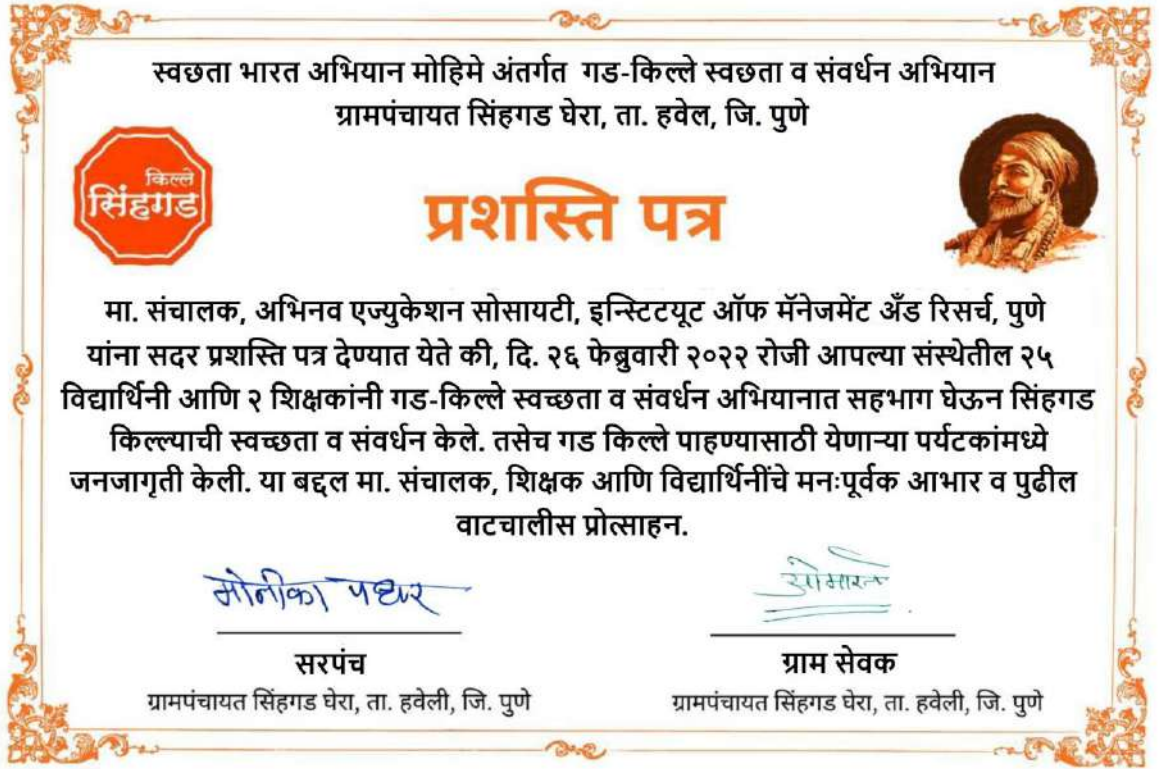 स्वछता भारत अभियान मोहिमे अंतर्गत गड-किल्ले स्वछता व संवर्धन अभियान
ग्रामपंचायत सिंहगड घेरा, ता. हवेल, जि. पुणे
किल्ले
सिंहगड
प्रशस्ति पत्र
मा. संचालक, अभिनव एज्युकेशन सोसायटी, इन्स्टिटयूट ऑफ मॅनेजमेंट अँड रिसर्च, पुणे
यांना सदर प्रशस्ति पत्र देण्यात येते की, दि. २६ फेब्रुवारी २०२२ रोजी आपल्या संस्थेतील २५
विद्यार्थिनी आणि २ शिक्षकांनी गड-किल्ले स्वच्छता व संवर्धन अभियानात सहभाग घेऊन सिंहगड
किल्ल्याची स्वच्छता व संवर्धन केले. तसेच गड किल्ले पाहण्यासाठी येणाऱ्या पर्यटकांमध्ये
जनजागृती केली. या बद्दल मा. संचालक, शिक्षक आणि विद्यार्थिनींचे मनःपूर्वक आभार व पुढील
वाटचालीस प्रोत्साहन.
मोनीका
सरपंच
ग्रामपंचायत सिंहगड घेरा, ता. हवेली, जि. पुणे
ग्राम सेवक
ग्रामपंचायत सिंहगड घेरा, ता. हवेली, जि. पुणे